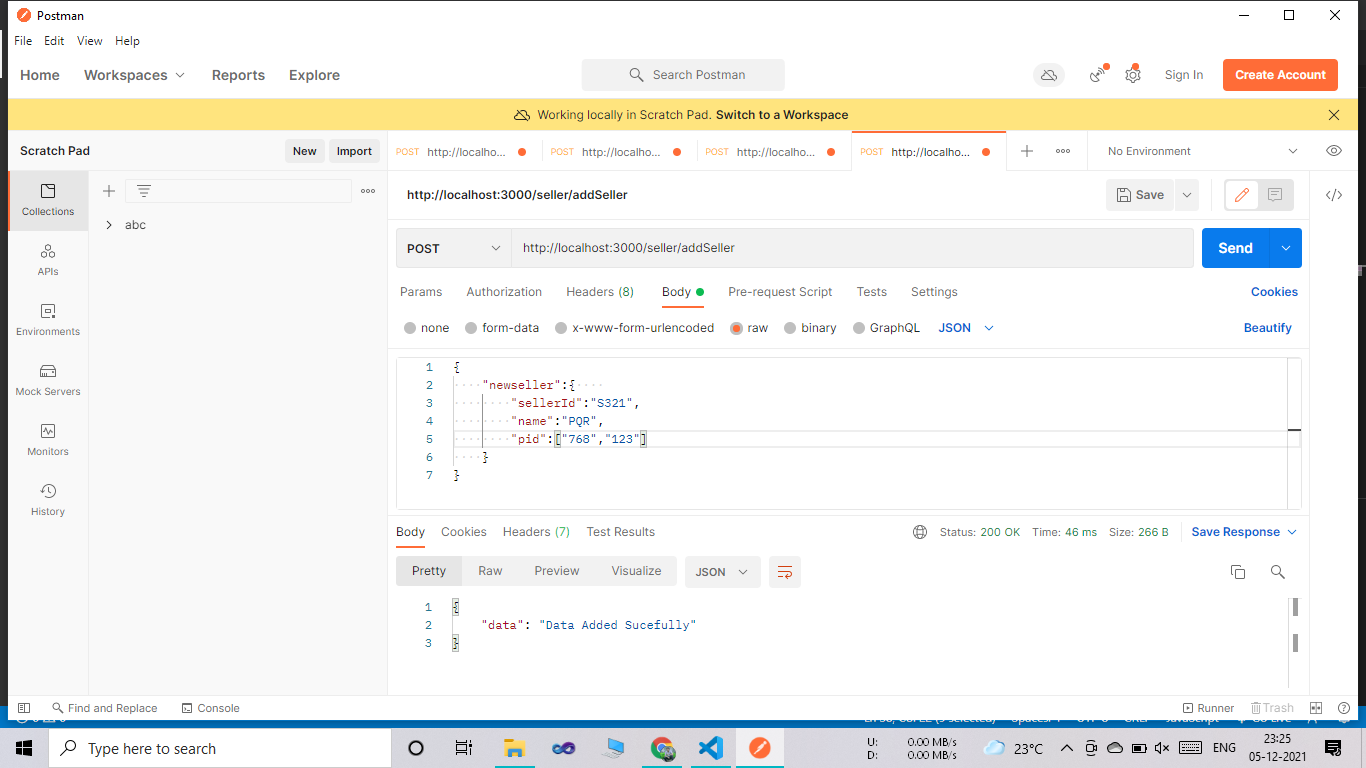 Postman
File Edit View Help
Home Workspaces Reports Explore Search Postman Sign In Create Account
Working locally in Scratch Pad. Switch to a Workspace
Scratch Pad New Import POST http://localho... POST http://localho... POST http://localho... POST http://localho... No Environment
http://localhost:3000/seller/addSeller Save
Collections
abc
POST http://localhost:3000/seller/addSeller Send
APIs
Params Authorization Headers (8) Body Pre-request Script Tests Settings Cookies
Environments
none form-data x-www-form-urlencoded raw binary GraphQL JSON Beautify
Mock Servers
Monitors
History
1 {
2 "newseller":{
3 "sellerId":"S321",
4 "name":"PQR",
5 "pid":["768","123"]
6 }
7 }
Body Cookies Headers (7) Test Results Status: 200 OK Time: 46 ms Size: 266 B Save Response
Pretty Raw Preview Visualize JSON
1 {
2 "data": "Data Added Sucefully"
3 }
Find and Replace Console Runner Trash
Type here to search
U: 0.00 MB/s
D: 0.00 MB/s
23°C ENG
23:25
05-12-2021